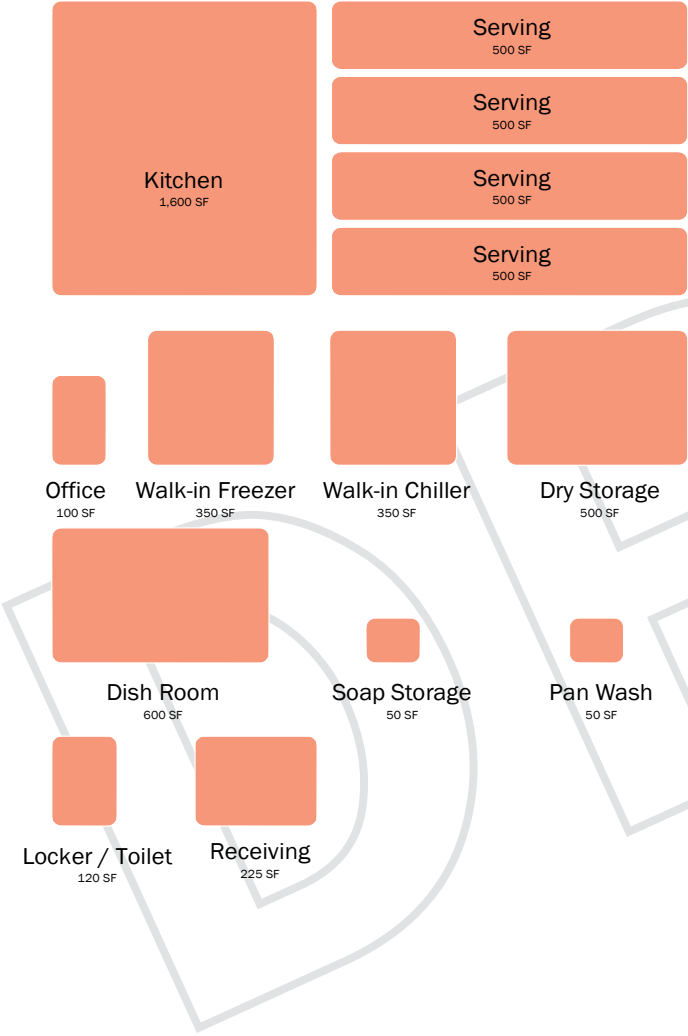 Kitchen
1,600 SF
Serving
500 SF
Serving
500 SF
Serving
500 SF
Serving
500 SF
Office
100 SF
Walk-in Freezer
350 SF
Walk-in Chiller
350 SF
Dry Storage
500 SF
Dish Room
600 SF
Soap Storage
50 SF
Pan Wash
50 SF
Locker / Toilet
120 SF
Receiving
225 SF